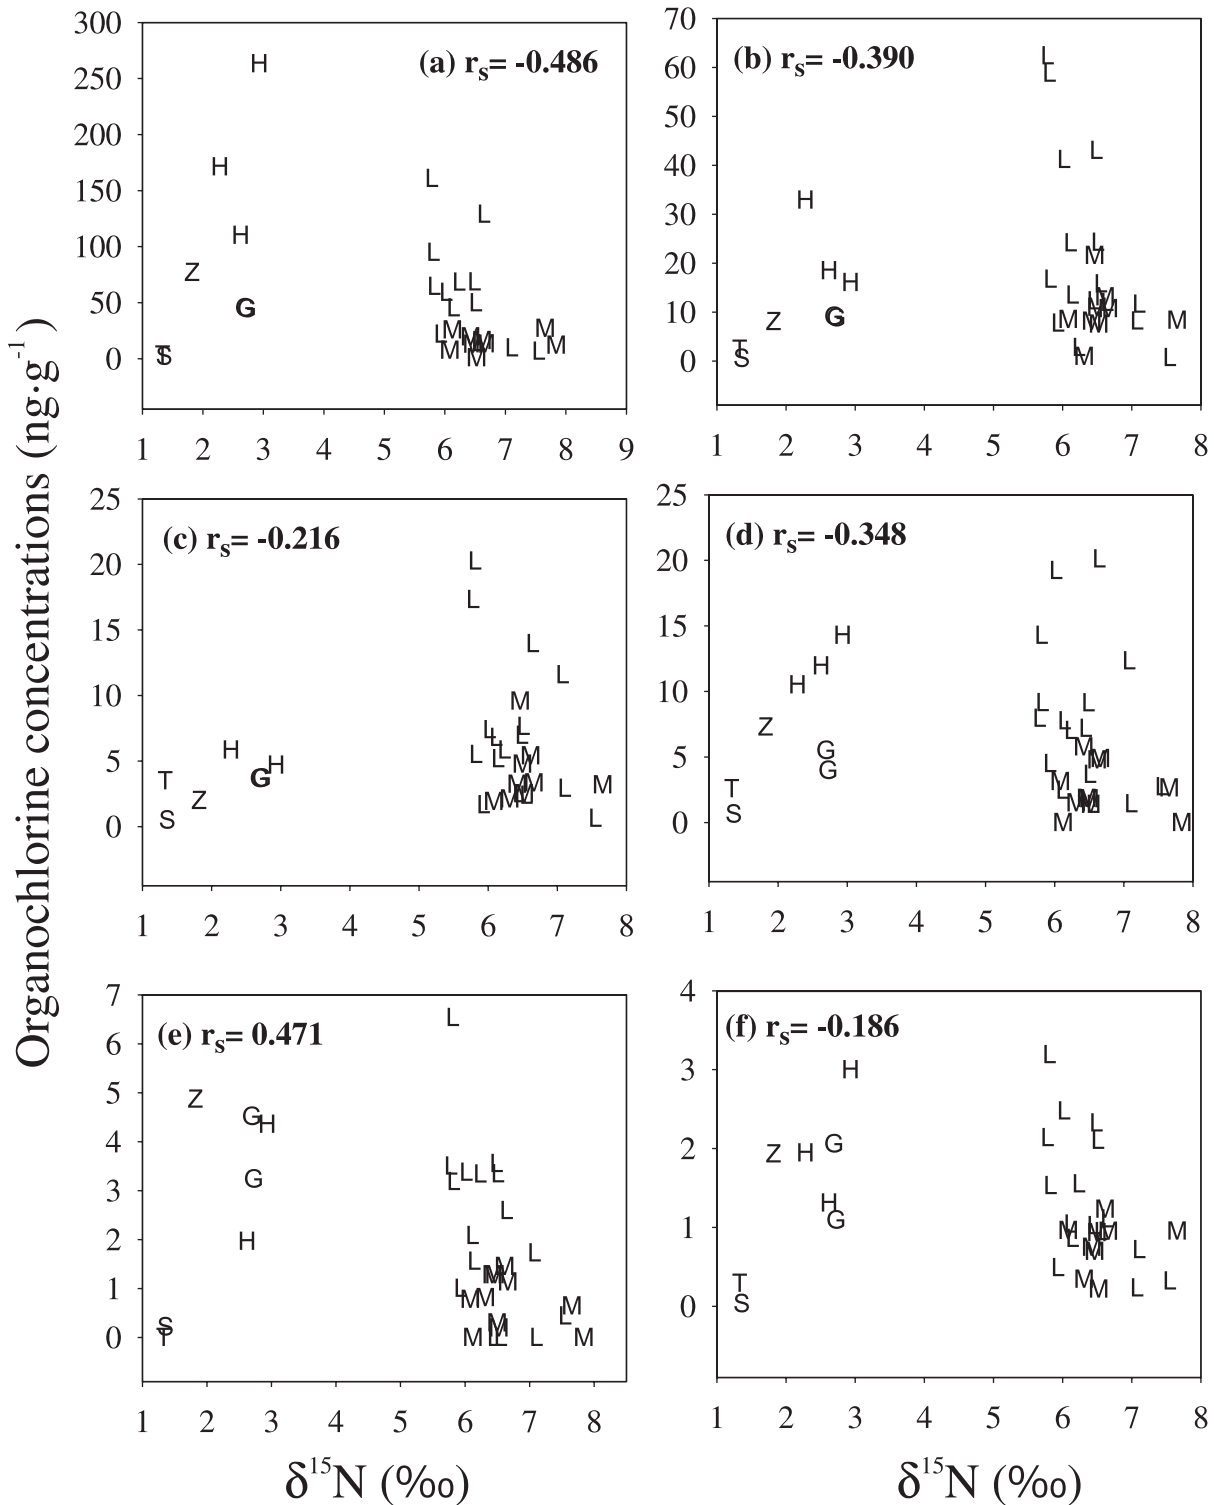 Organochlorine concentrations (ng·g⁻¹)
300
250
200
150
100
50
0
(a) rₛ= -0.486
H
H
H
Z
G
T
S
L
L
L
L
L
L
L
L
L
L
L
L
M
M
M
M
M
M
M
M
1 2 3 4 5 6 7 8 9
70
60
50
40
30
20
10
0
(b) rₛ= -0.390
L
L
L
L
H
L
L
M
H
H
L
Z
G
T
S
L
L
L
L
M
M
M
M
M
M
M
L
M
L
1 2 3 4 5 6 7 8
25
20
15
10
5
0
(c) rₛ= -0.216
L
L
L
L
M
H
H
G
T
Z
S
L
L
L
L
L
L
L
M
M
M
M
M
M
M
L
L
M
L
1 2 3 4 5 6 7 8
25
20
15
10
5
0
(d) rₛ= -0.348
L
L
L
H
H
H
L
Z
G
G
T
S
L
L
L
L
L
L
M
M
M
M
M
M
L
L
M
M
1 2 3 4 5 6 7 8
7
6
5
4
3
2
1
0
(e) rₛ= 0.471
L
Z
G
H
G
H
S
T
L
L
L
L
L
L
L
L
L
L
L
M
M
M
M
M
M
M
L
L
M
M
1 2 3 4 5 6 7 8
4
3
2
1
0
(f) rₛ= -0.186
L
H
L
L
L
L
G
Z
H
L
L
H
G
T
S
M
M
M
M
M
M
M
L
L
L
L
M
L
1 2 3 4 5 6 7 8
δ¹⁵N (‰)
δ¹⁵N (‰)